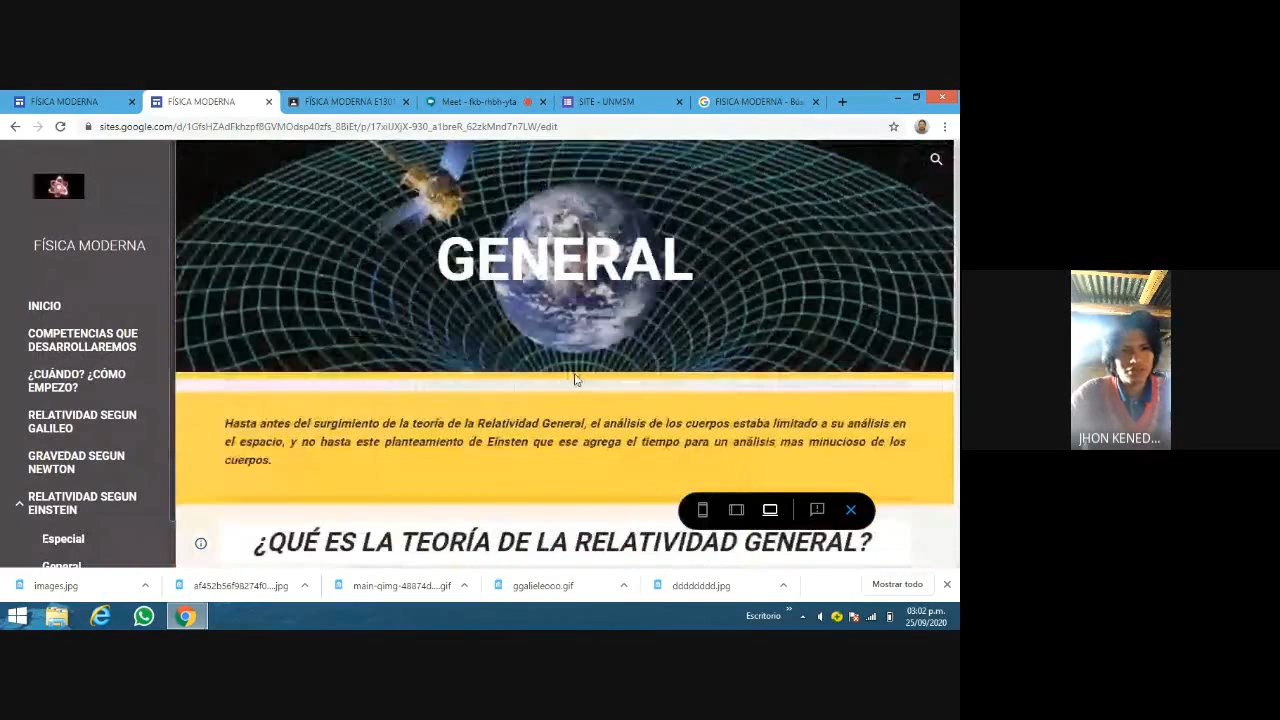 FÍSICA MODERNA
FÍSICA MODERNA
FÍSICA MODERNA E1301
Meet - fkb-rhbh-yta
SITE - UNMSM
FISICA MODERNA - Bús
sites.google.com/d/1GfsHZAdFkhzpf8GVMOdsp40zfs_8BiEt/p/17xiUXjX-930_a1breR_62zkMnd7n7LW/edit
FÍSICA MODERNA
INICIO
COMPETENCIAS QUE
DESARROLLAREMOS
¿CUÁNDO? ¿CÓMO
EMPEZO?
RELATIVIDAD SEGUN
GALILEO
GRAVEDAD SEGUN
NEWTON
RELATIVIDAD SEGUN
EINSTEIN
Especial
General
GENERAL
Hasta antes del surgimiento de la teoría de la Relatividad General, el análisis de los cuerpos estaba limitado a su análisis en
el espacio, y no hasta este planteamiento de Einsten que ese agrega el tiempo para un análisis mas minucioso de los
cuerpos.
¿QUÉ ES LA TEORÍA DE LA RELATIVIDAD GENERAL?
JHON KENED...
images.jpg
af452b56f98274f0....jpg
main-qimg-48874d....gif
ggalieleooo.gif
dddddddd.jpg
Mostrar todo
Escritorio
03:02 p.m.
25/09/2020